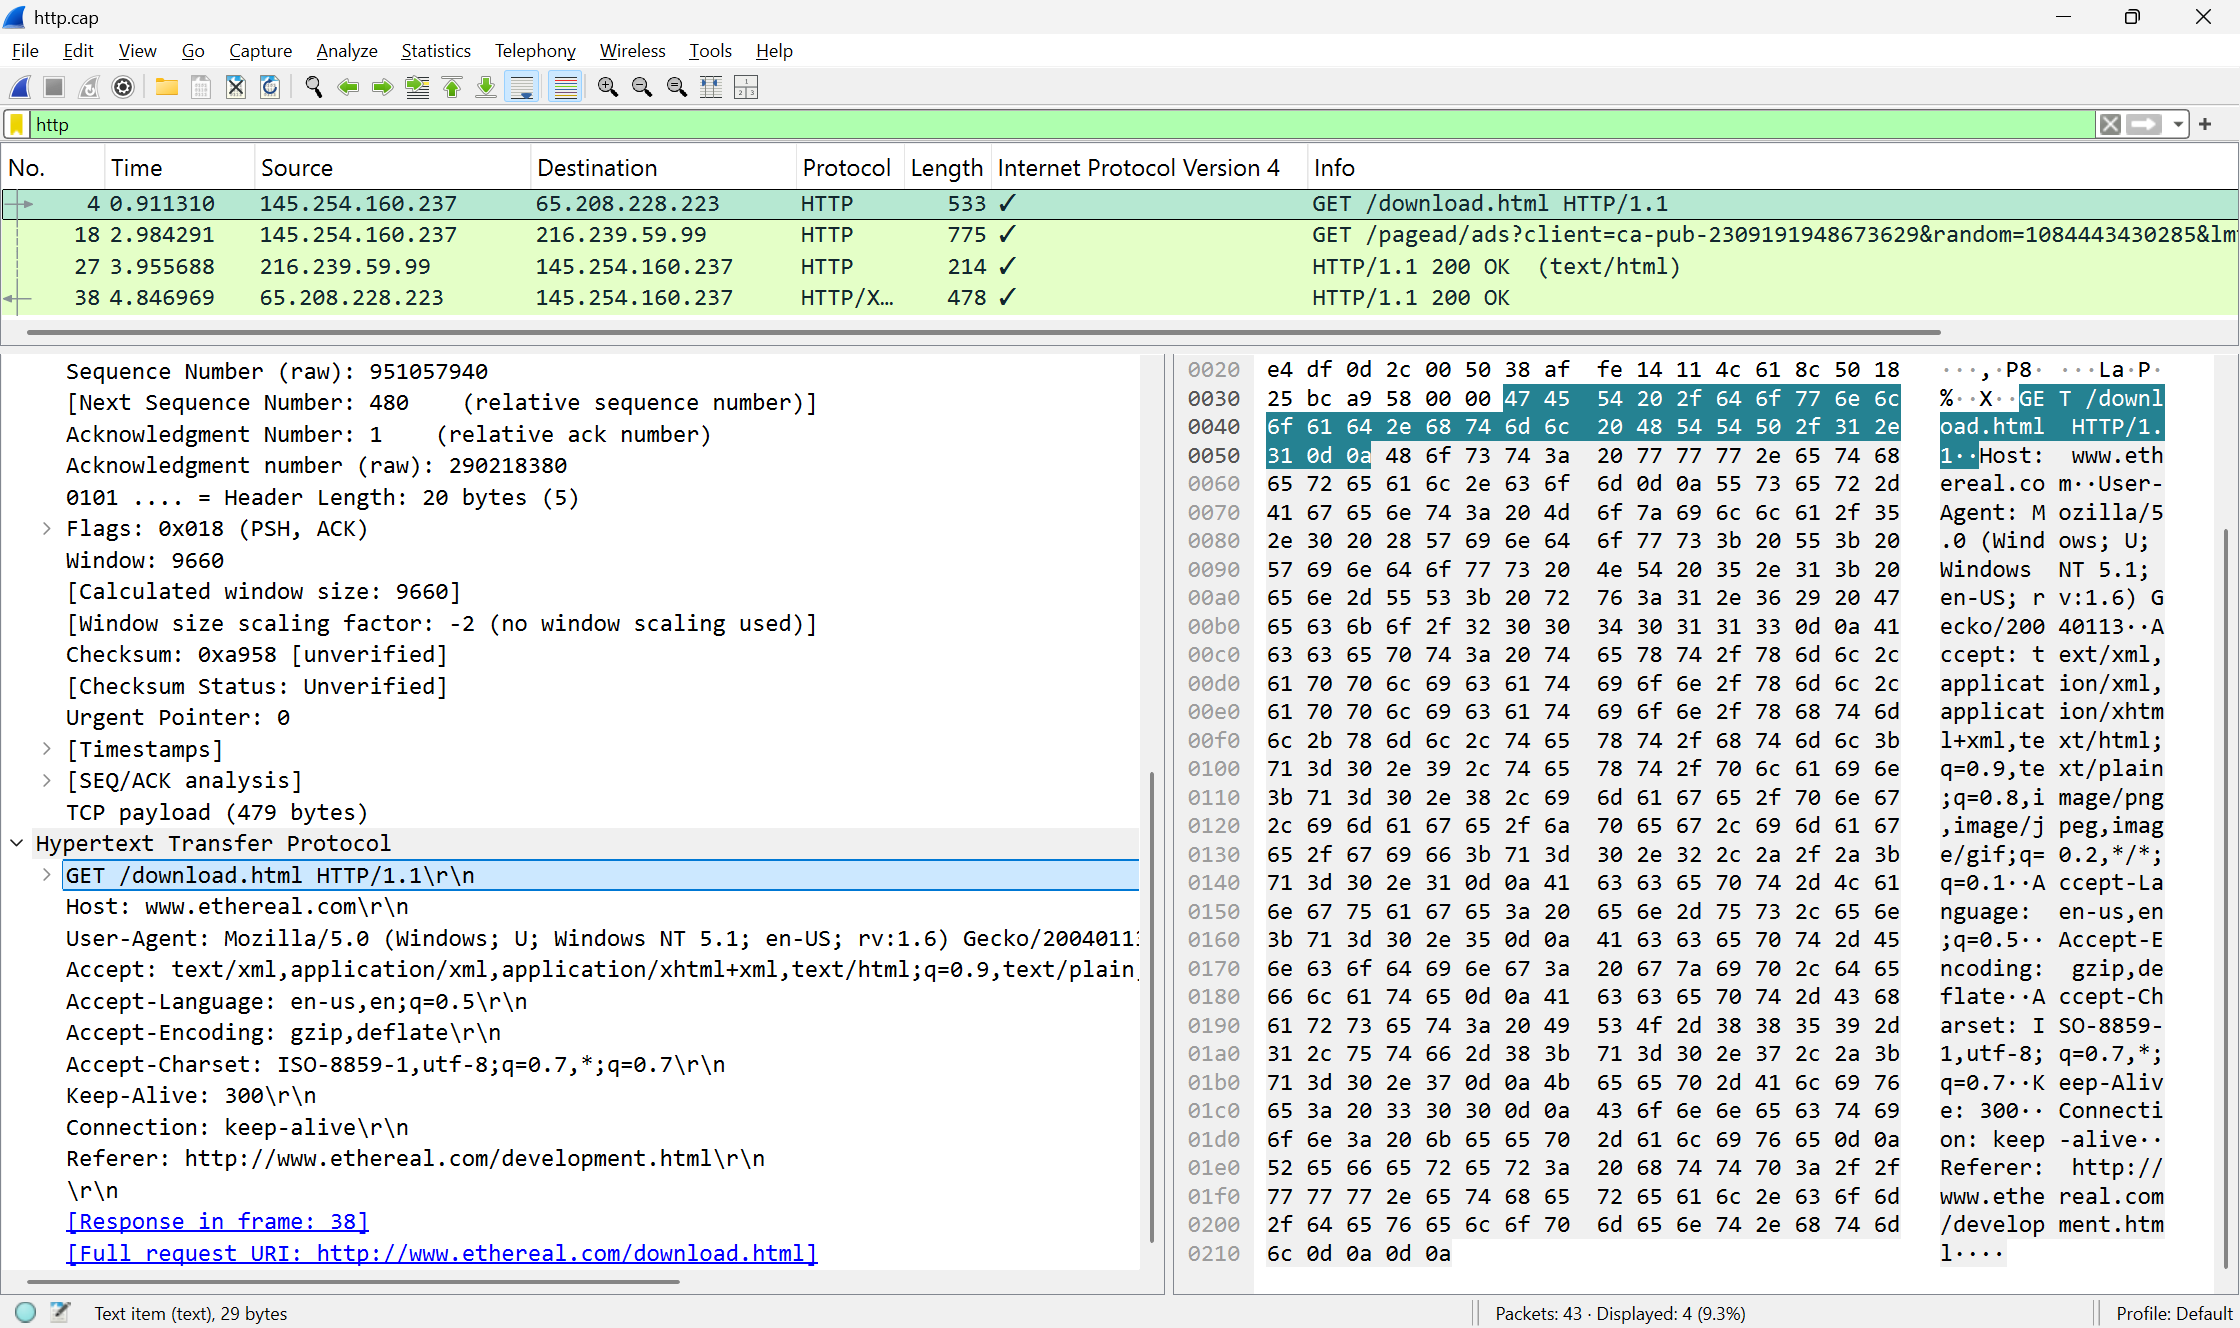 http.cap
File Edit View Go Capture Analyze Statistics Telephony Wireless Tools Help
http
No. Time Source Destination Protocol Length Internet Protocol Version 4 Info
4 0.911310 145.254.160.237 65.208.228.223 HTTP 533 ✓ GET /download.html HTTP/1.1
18 2.984291 145.254.160.237 216.239.59.99 HTTP 775 ✓ GET /pagead/ads?client=ca-pub-2309191948673629&random=1084443430285&lm
27 3.955688 216.239.59.99 145.254.160.237 HTTP 214 ✓ HTTP/1.1 200 OK (text/html)
38 4.846969 65.208.228.223 145.254.160.237 HTTP/X… 478 ✓ HTTP/1.1 200 OK
Sequence Number (raw): 951057940
[Next Sequence Number: 480 (relative sequence number)]
Acknowledgment Number: 1 (relative ack number)
Acknowledgment number (raw): 290218380
0101 .... = Header Length: 20 bytes (5)
Flags: 0x018 (PSH, ACK)
Window: 9660
[Calculated window size: 9660]
[Window size scaling factor: -2 (no window scaling used)]
Checksum: 0xa958 [unverified]
[Checksum Status: Unverified]
Urgent Pointer: 0
[Timestamps]
[SEQ/ACK analysis]
TCP payload (479 bytes)
Hypertext Transfer Protocol
GET /download.html HTTP/1.1\r\n
Host: www.ethereal.com\r\n
User-Agent: Mozilla/5.0 (Windows; U; Windows NT 5.1; en-US; rv:1.6) Gecko/20040113
Accept: text/xml,application/xml,application/xhtml+xml,text/html;q=0.9,text/plain
Accept-Language: en-us,en;q=0.5\r\n
Accept-Encoding: gzip,deflate\r\n
Accept-Charset: ISO-8859-1,utf-8;q=0.7,*;q=0.7\r\n
Keep-Alive: 300\r\n
Connection: keep-alive\r\n
Referer: http://www.ethereal.com/development.html\r\n
\r\n
[Response in frame: 38]
[Full request URI: http://www.ethereal.com/download.html]
0020 e4 df 0d 2c 00 50 38 af fe 14 11 4c 61 8c 50 18 ···,·P8· ···La·P·
0030 25 bc a9 58 00 00 47 45 54 20 2f 64 6f 77 6e 6c %··X··GE T /downl
0040 6f 61 64 2e 68 74 6d 6c 20 48 54 54 50 2f 31 2e oad.html HTTP/1.
0050 31 0d 0a 48 6f 73 74 3a 20 77 77 77 2e 65 74 68 1··Host: www.eth
0060 65 72 65 61 6c 2e 63 6f 6d 0d 0a 55 73 65 72 2d ereal.co m··User-
0070 41 67 65 6e 74 3a 20 4d 6f 7a 69 6c 6c 61 2f 35 Agent: M ozilla/5
0080 2e 30 20 28 57 69 6e 64 6f 77 73 3b 20 55 3b 20 .0 (Wind ows; U;
0090 57 69 6e 64 6f 77 73 20 4e 54 20 35 2e 31 3b 20 Windows NT 5.1;
00a0 65 6e 2d 55 53 3b 20 72 76 3a 31 2e 36 29 20 47 en-US; r v:1.6) G
00b0 65 63 6b 6f 2f 32 30 30 34 30 31 31 33 0d 0a 41 ecko/200 40113··A
00c0 63 63 65 70 74 3a 20 74 65 78 74 2f 78 6d 6c 2c ccept: t ext/xml,
00d0 61 70 70 6c 69 63 61 74 69 6f 6e 2f 78 6d 6c 2c applicat ion/xml,
00e0 61 70 70 6c 69 63 61 74 69 6f 6e 2f 78 68 74 6d applicat ion/xhtm
00f0 6c 2b 78 6d 6c 2c 74 65 78 74 2f 68 74 6d 6c 3b l+xml,te xt/html;
0100 71 3d 30 2e 39 2c 74 65 78 74 2f 70 6c 61 69 6e q=0.9,te xt/plain
0110 3b 71 3d 30 2e 38 2c 69 6d 61 67 65 2f 70 6e 67 ;q=0.8,i mage/png
0120 2c 69 6d 61 67 65 2f 6a 70 65 67 2c 69 6d 61 67 ,image/j peg,imag
0130 65 2f 67 69 66 3b 71 3d 30 2e 32 2c 2a 2f 2a 3b e/gif;q= 0.2,*/*;
0140 71 3d 30 2e 31 0d 0a 41 63 63 65 70 74 2d 4c 61 q=0.1··A ccept-La
0150 6e 67 75 61 67 65 3a 20 65 6e 2d 75 73 2c 65 6e nguage: en-us,en
0160 3b 71 3d 30 2e 35 0d 0a 41 63 63 65 70 74 2d 45 ;q=0.5·· Accept-E
0170 6e 63 6f 64 69 6e 67 3a 20 67 7a 69 70 2c 64 65 ncoding: gzip,de
0180 66 6c 61 74 65 0d 0a 41 63 63 65 70 74 2d 43 68 flate··A ccept-Ch
0190 61 72 73 65 74 3a 20 49 53 4f 2d 38 38 35 39 2d arset: I SO-8859-
01a0 31 2c 75 74 66 2d 38 3b 71 3d 30 2e 37 2c 2a 3b 1,utf-8; q=0.7,*;
01b0 71 3d 30 2e 37 0d 0a 4b 65 65 70 2d 41 6c 69 76 q=0.7··K eep-Aliv
01c0 65 3a 20 33 30 30 0d 0a 43 6f 6e 6e 65 63 74 69 e: 300·· Connecti
01d0 6f 6e 3a 20 6b 65 65 70 2d 61 6c 69 76 65 0d 0a on: keep -alive··
01e0 52 65 66 65 72 65 72 3a 20 68 74 74 70 3a 2f 2f Referer: http://
01f0 77 77 77 2e 65 74 68 65 72 65 61 6c 2e 63 6f 6d www.ethe real.com
0200 2f 64 65 76 65 6c 6f 70 6d 65 6e 74 2e 68 74 6d /develop ment.htm
0210 6c 0d 0a 0d 0a l····
Text item (text), 29 bytes
Packets: 43 · Displayed: 4 (9.3%)
Profile: Default